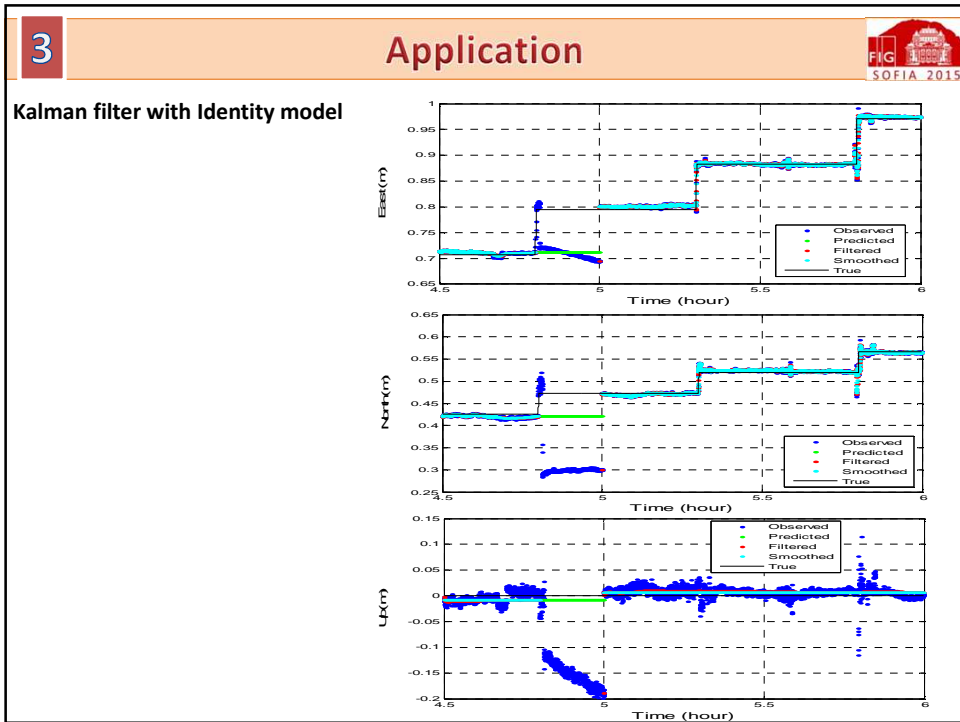 3
Application
FIG
SOFIA 2015
Kalman filter with Identity model
1
0.95
0.9
0.85
0.8
0.75
0.7
0.65
East(m)
Observed
Predicted
Filtered
Smoothed
True
4.5
5
5.5
6
Time (hour)
0.65
0.6
0.55
0.5
0.45
0.4
0.35
0.3
0.25
North(m)
Observed
Predicted
Filtered
Smoothed
True
4.5
5
5.5
6
Time (hour)
0.15
0.1
0.05
0
-0.05
-0.1
-0.15
-0.2
Up(m)
Observed
Predicted
Filtered
Smoothed
True
4.5
5
5.5
6
Time (hour)